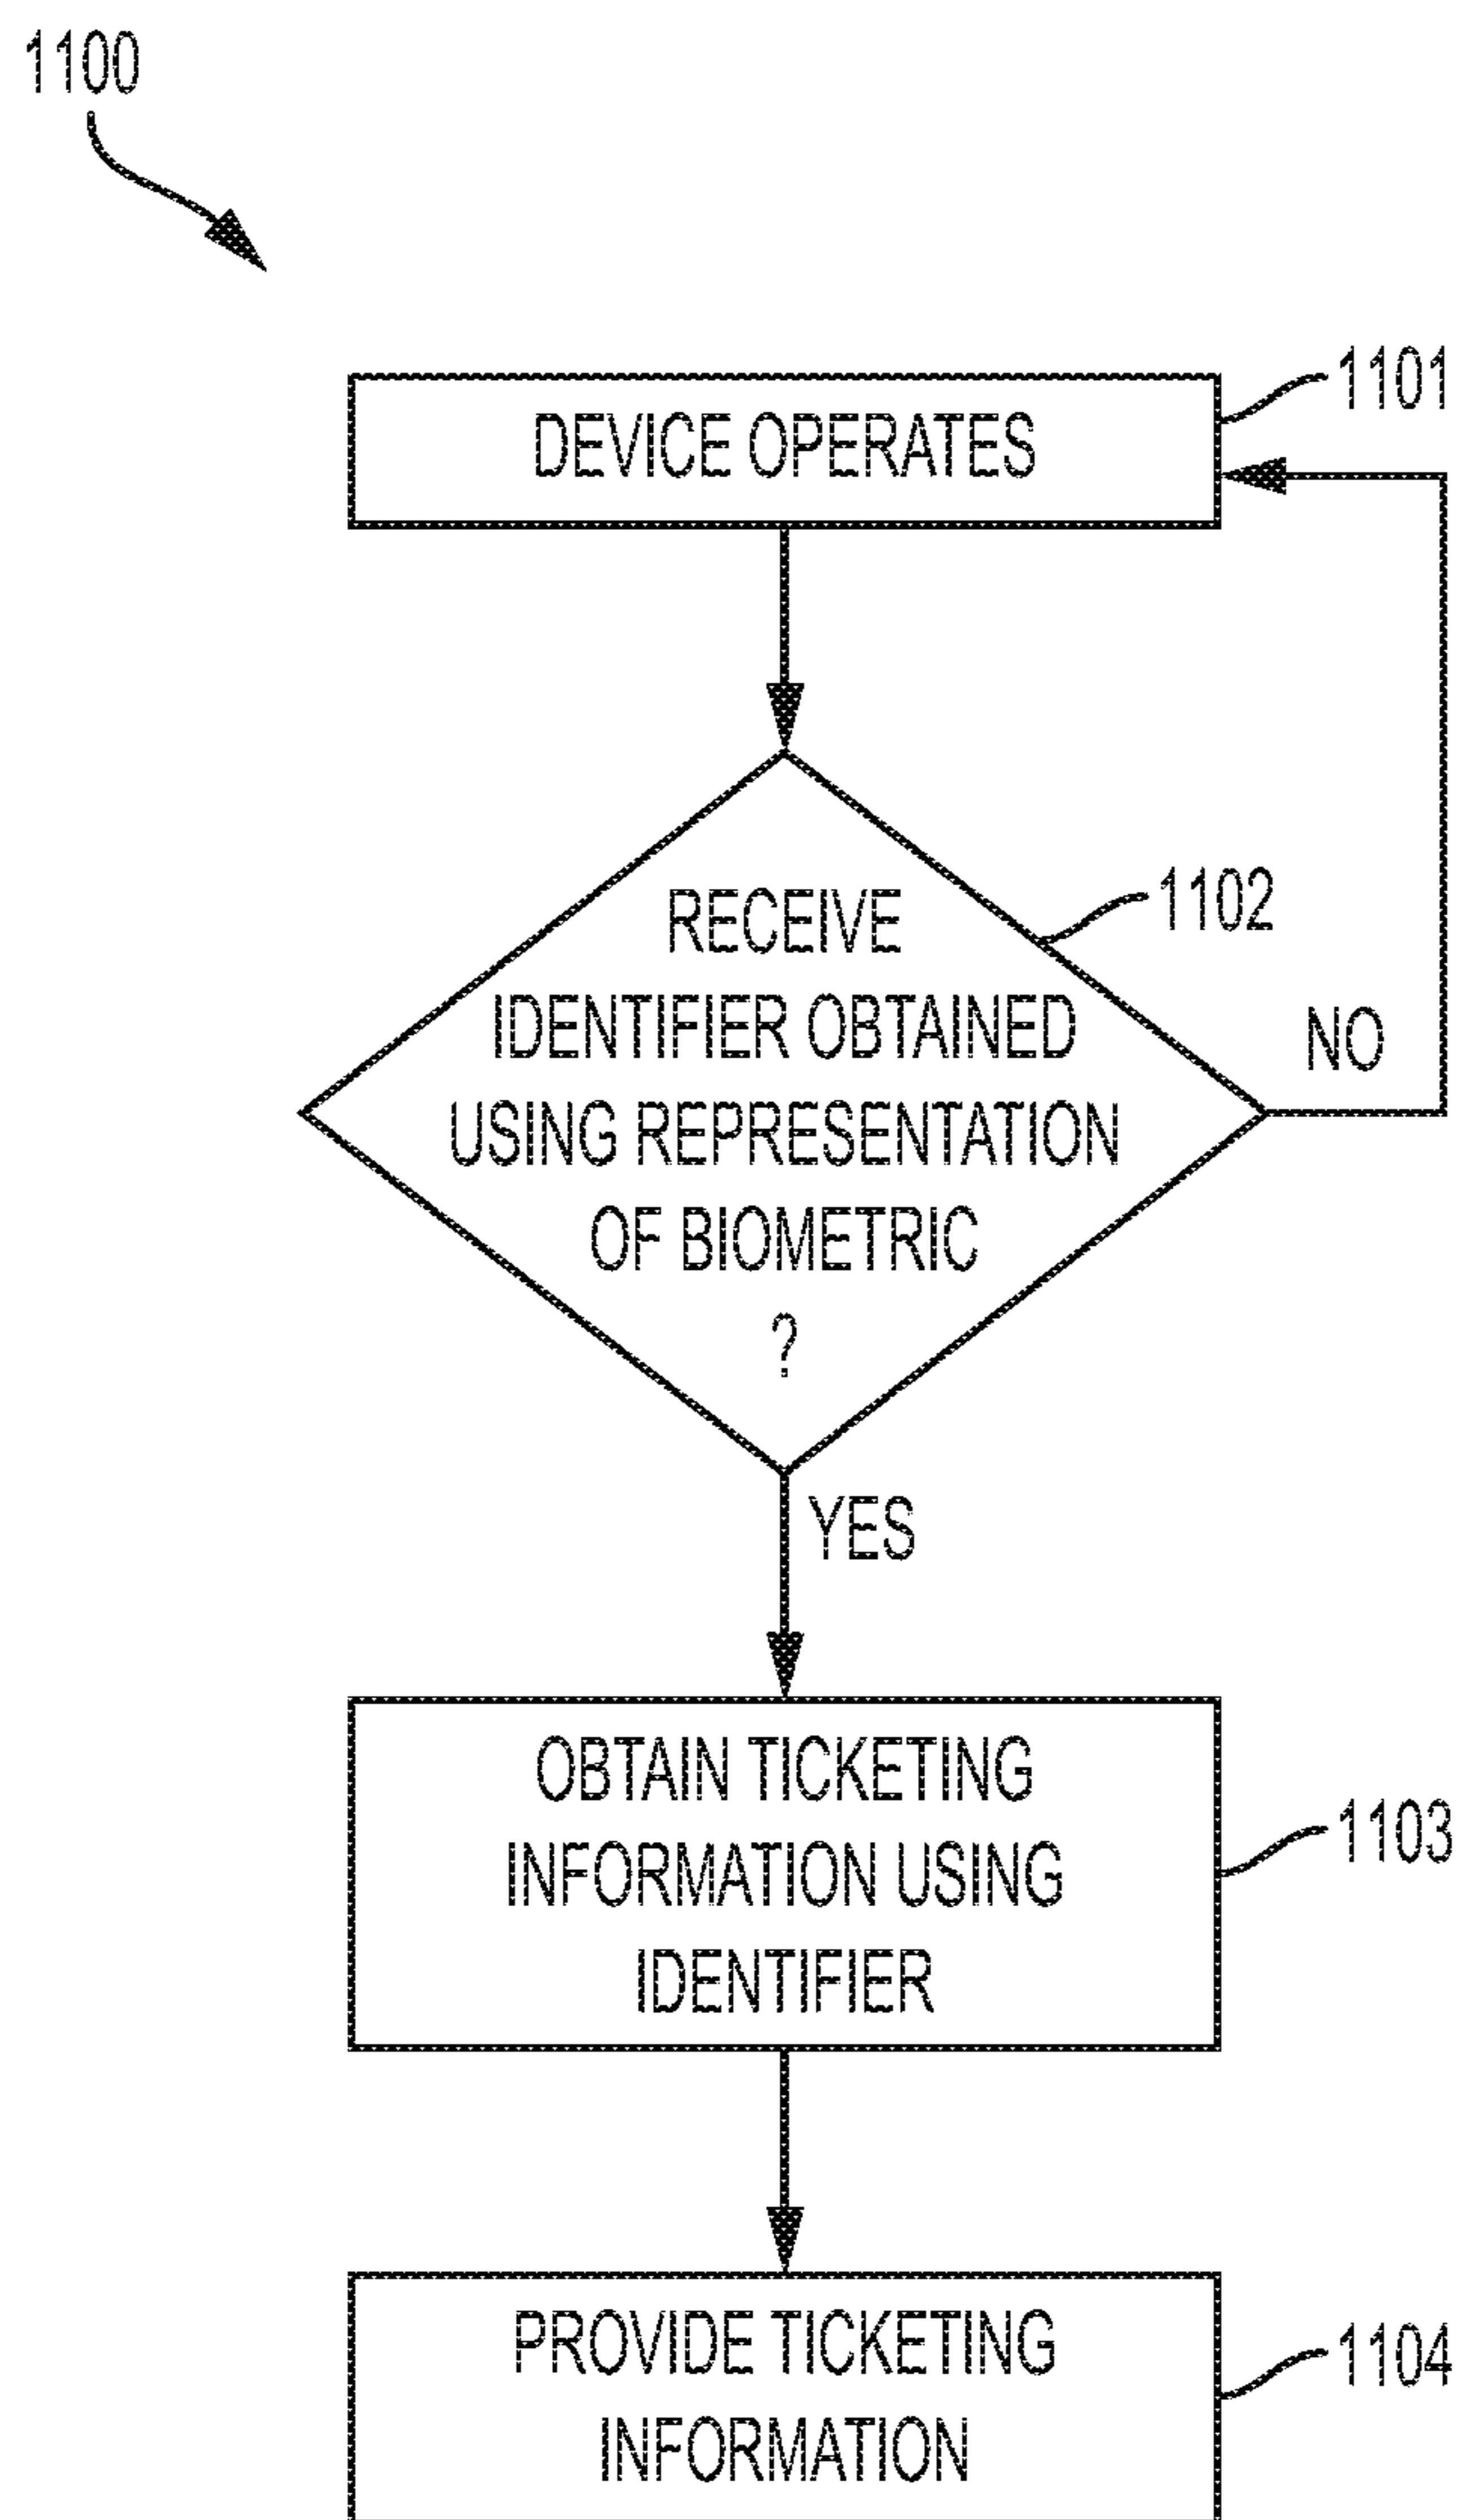 1100
1101
DEVICE OPERATES
1102
RECEIVE
IDENTIFIER OBTAINED
USING REPRESENTATION
OF BIOMETRIC
?
NO
YES
OBTAIN TICKETING
INFORMATION USING
IDENTIFIER
1103
PROVIDE TICKETING
INFORMATION
1104